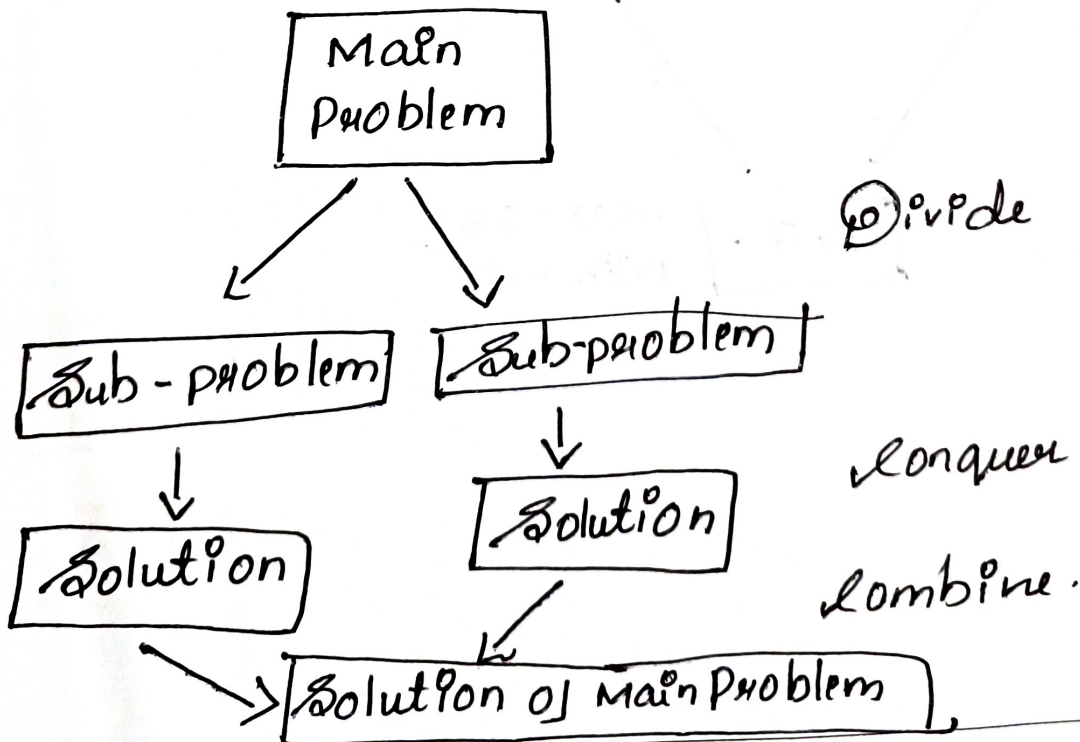 Main
Problem
Divide
Sub-problem
Sub-problem
Conquer
Solution
Solution
Combine.
Solution of Main Problem